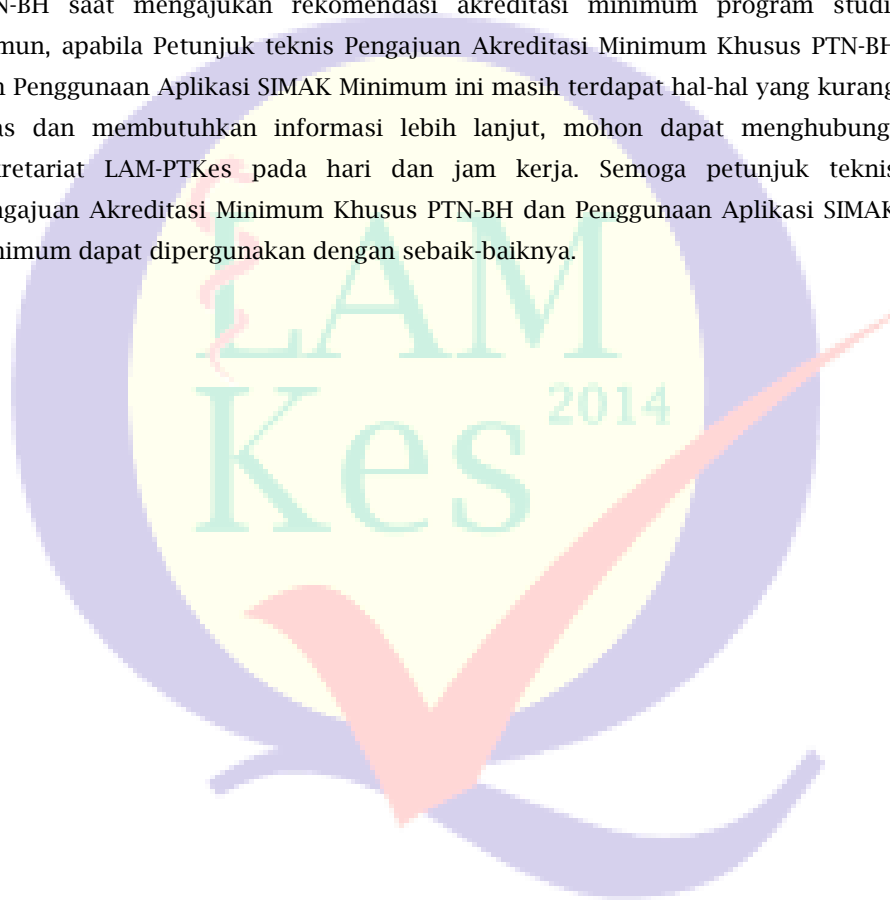 N-BH saat mengajukan rekomendasi akreditasi minimum program studi
mun, apabila Petunjuk teknis Pengajuan Akreditasi Minimum Khusus PTN-BH
n Penggunaan Aplikasi SIMAK Minimum ini masih terdapat hal-hal yang kurang
as dan membutuhkan informasi lebih lanjut, mohon dapat menghubung
kretariat LAM-PTKes pada hari dan jam kerja. Semoga petunjuk teknis
ngajuan Akreditasi Minimum Khusus PTN-BH dan Penggunaan Aplikasi SIMAK
nimum dapat dipergunakan dengan sebaik-baiknya.
LAM
Kes 2014